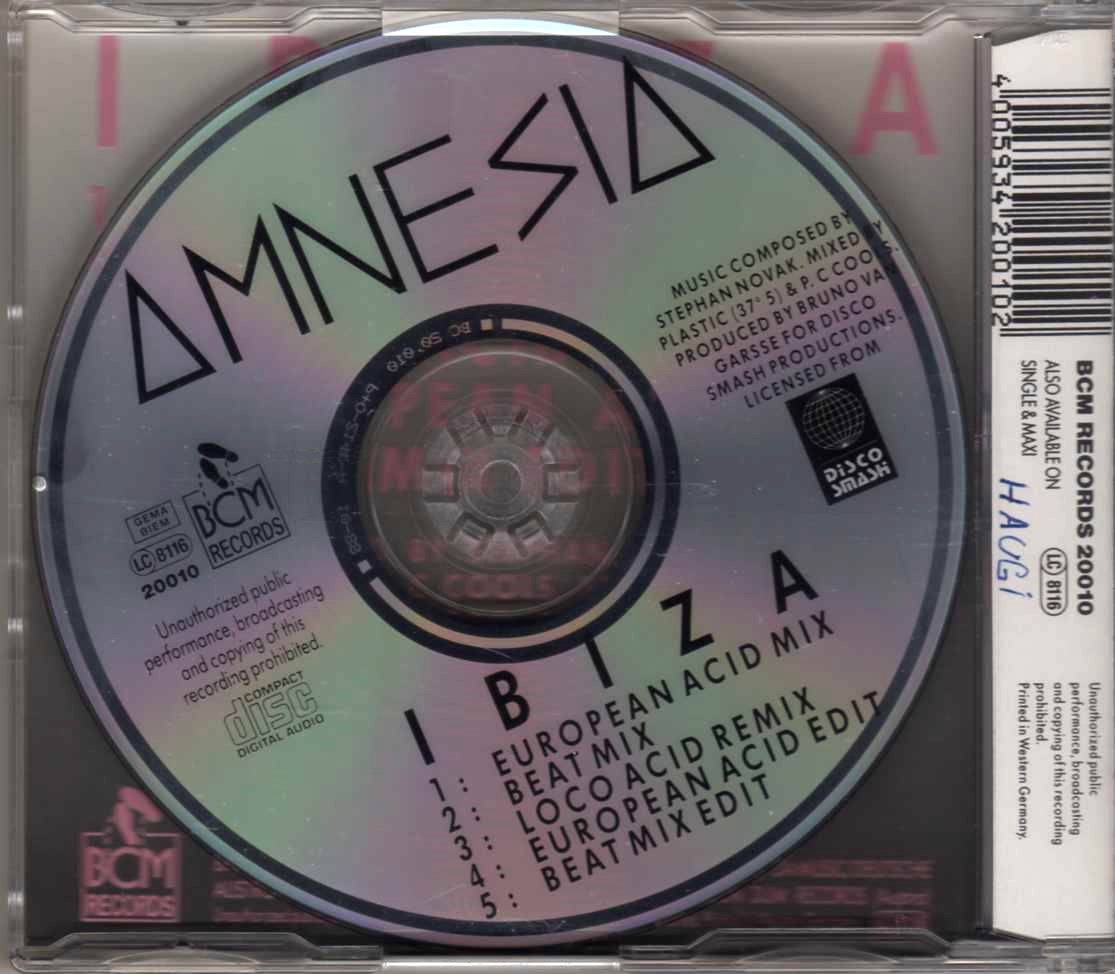 I B I Z A
AMNESIA
MUSIC COMPOSED BY
STEPHAN NOVAK. MIXED BY
PLASTIC (37° 5) & P. C. COOLS.
PRODUCED BY BRUNO VAN
GARSSE FOR DISCO
SMASH PRODUCTIONS.
LICENSED FROM
DISCO
SMASH
GEMA
BIEM
LC 8116
20010
BCM
RECORDS
Unauthorized public
performance, broadcasting
and copying of this
recording prohibited.
COMPACT
disc
DIGITAL AUDIO
I B I Z A
1: EUROPEAN ACID MIX
2: BEAT MIX
3: LOCO ACID REMIX
4: EUROPEAN ACID EDIT
5: BEAT MIX EDIT
BCM
RECORDS
4 005934 200102
BCM RECORDS 20010
ALSO AVAILABLE ON
SINGLE & MAXI
LC 8116
HAUGi
Unauthorized public
performance, broadcasting
and copying of this recording
prohibited.
Printed in Western Germany.